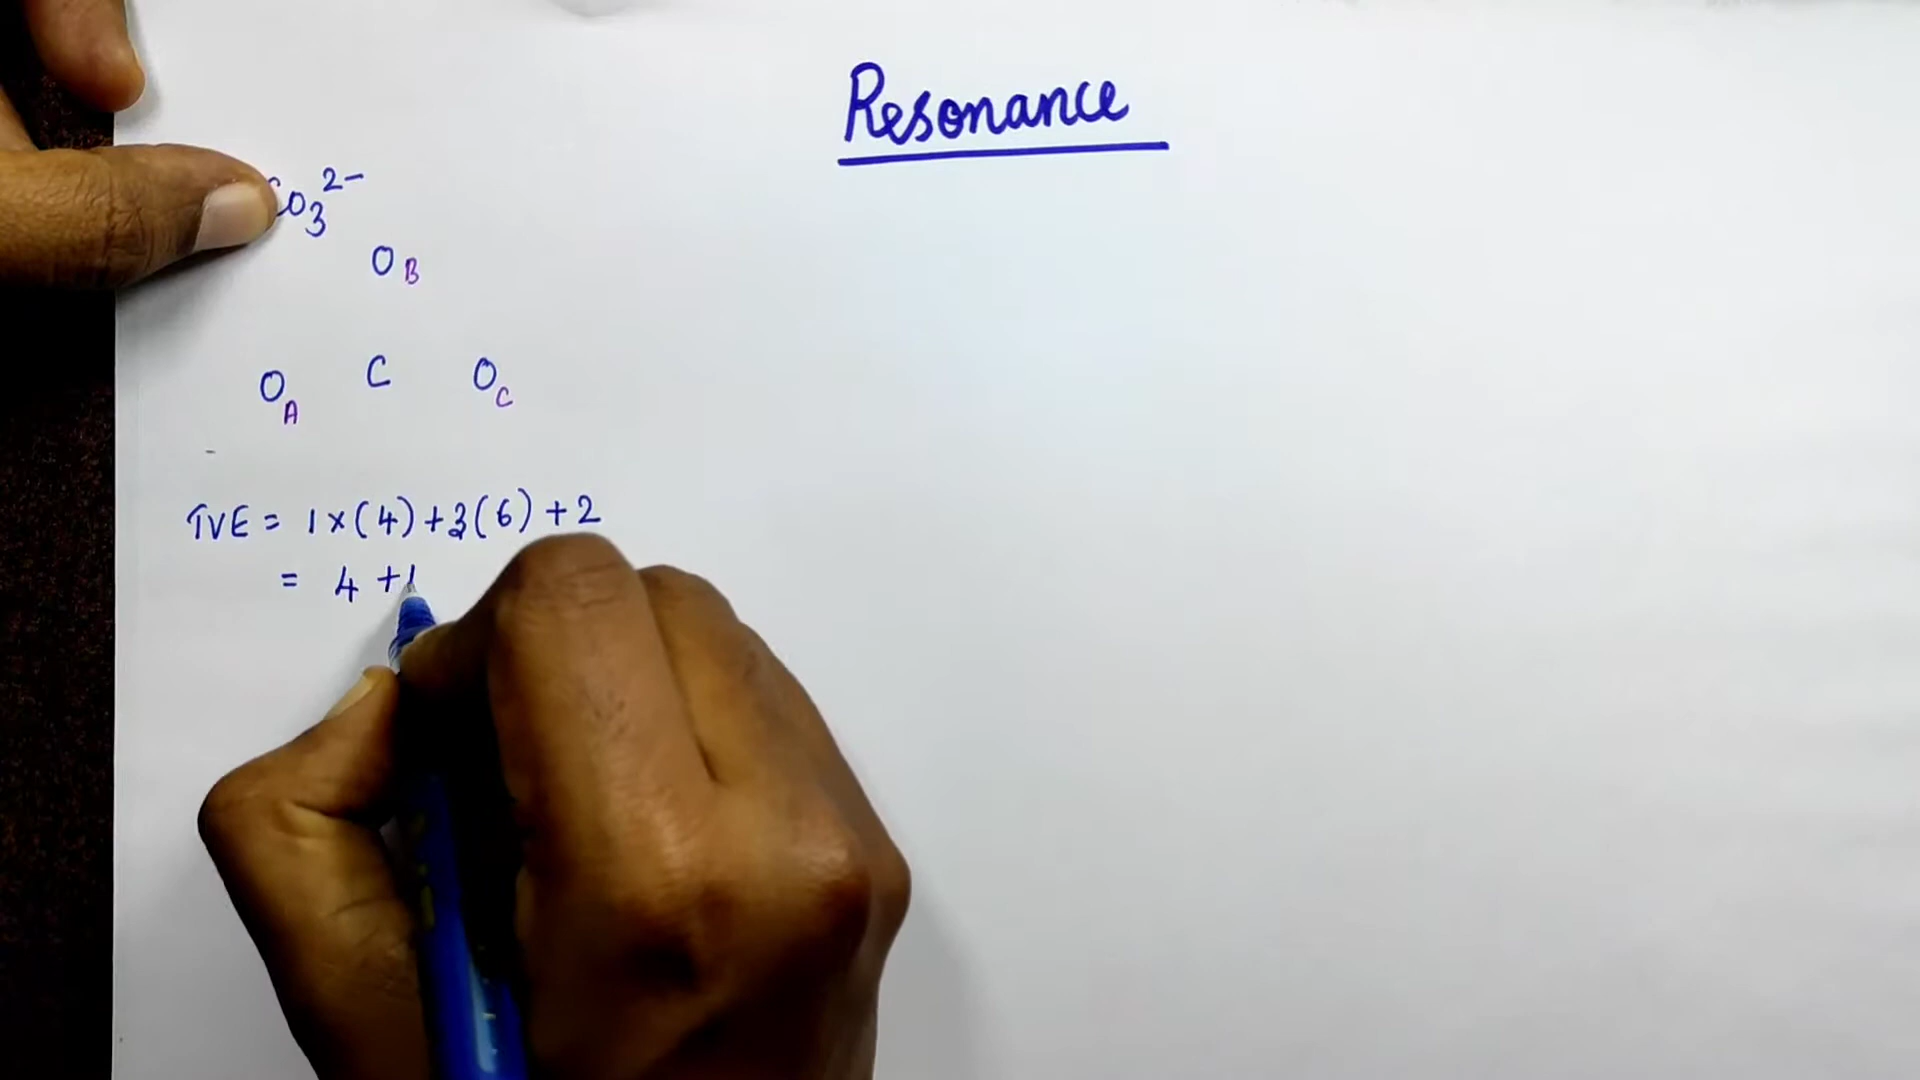 Resonance
CO3 2-
O B
O A C O C
TVE = 1 x (4) + 3(6) + 2
= 4 + 1